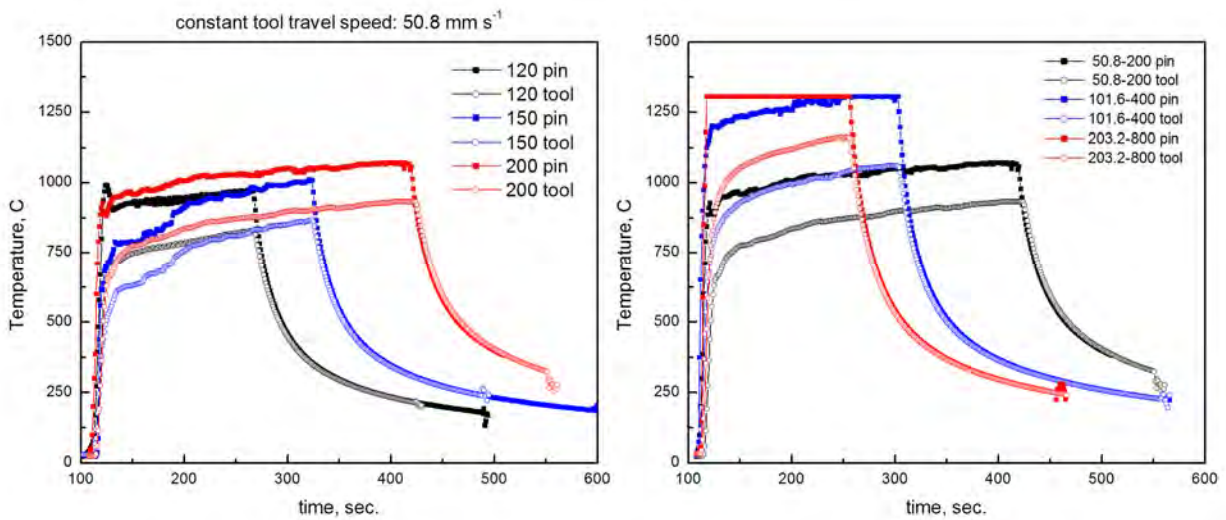 constant tool travel speed: 50.8 mm s⁻¹
1500
1250
1000
750
500
250
0
Temperature, C
120 pin
120 tool
150 pin
150 tool
200 pin
200 tool
100 200 300 400 500 600
time, sec.
1500
1250
1000
750
500
250
0
Temperature, C
50.8-200 pin
50.8-200 tool
101.6-400 pin
101.6-400 tool
203.2-800 pin
203.2-800 tool
100 200 300 400 500 600
time, sec.